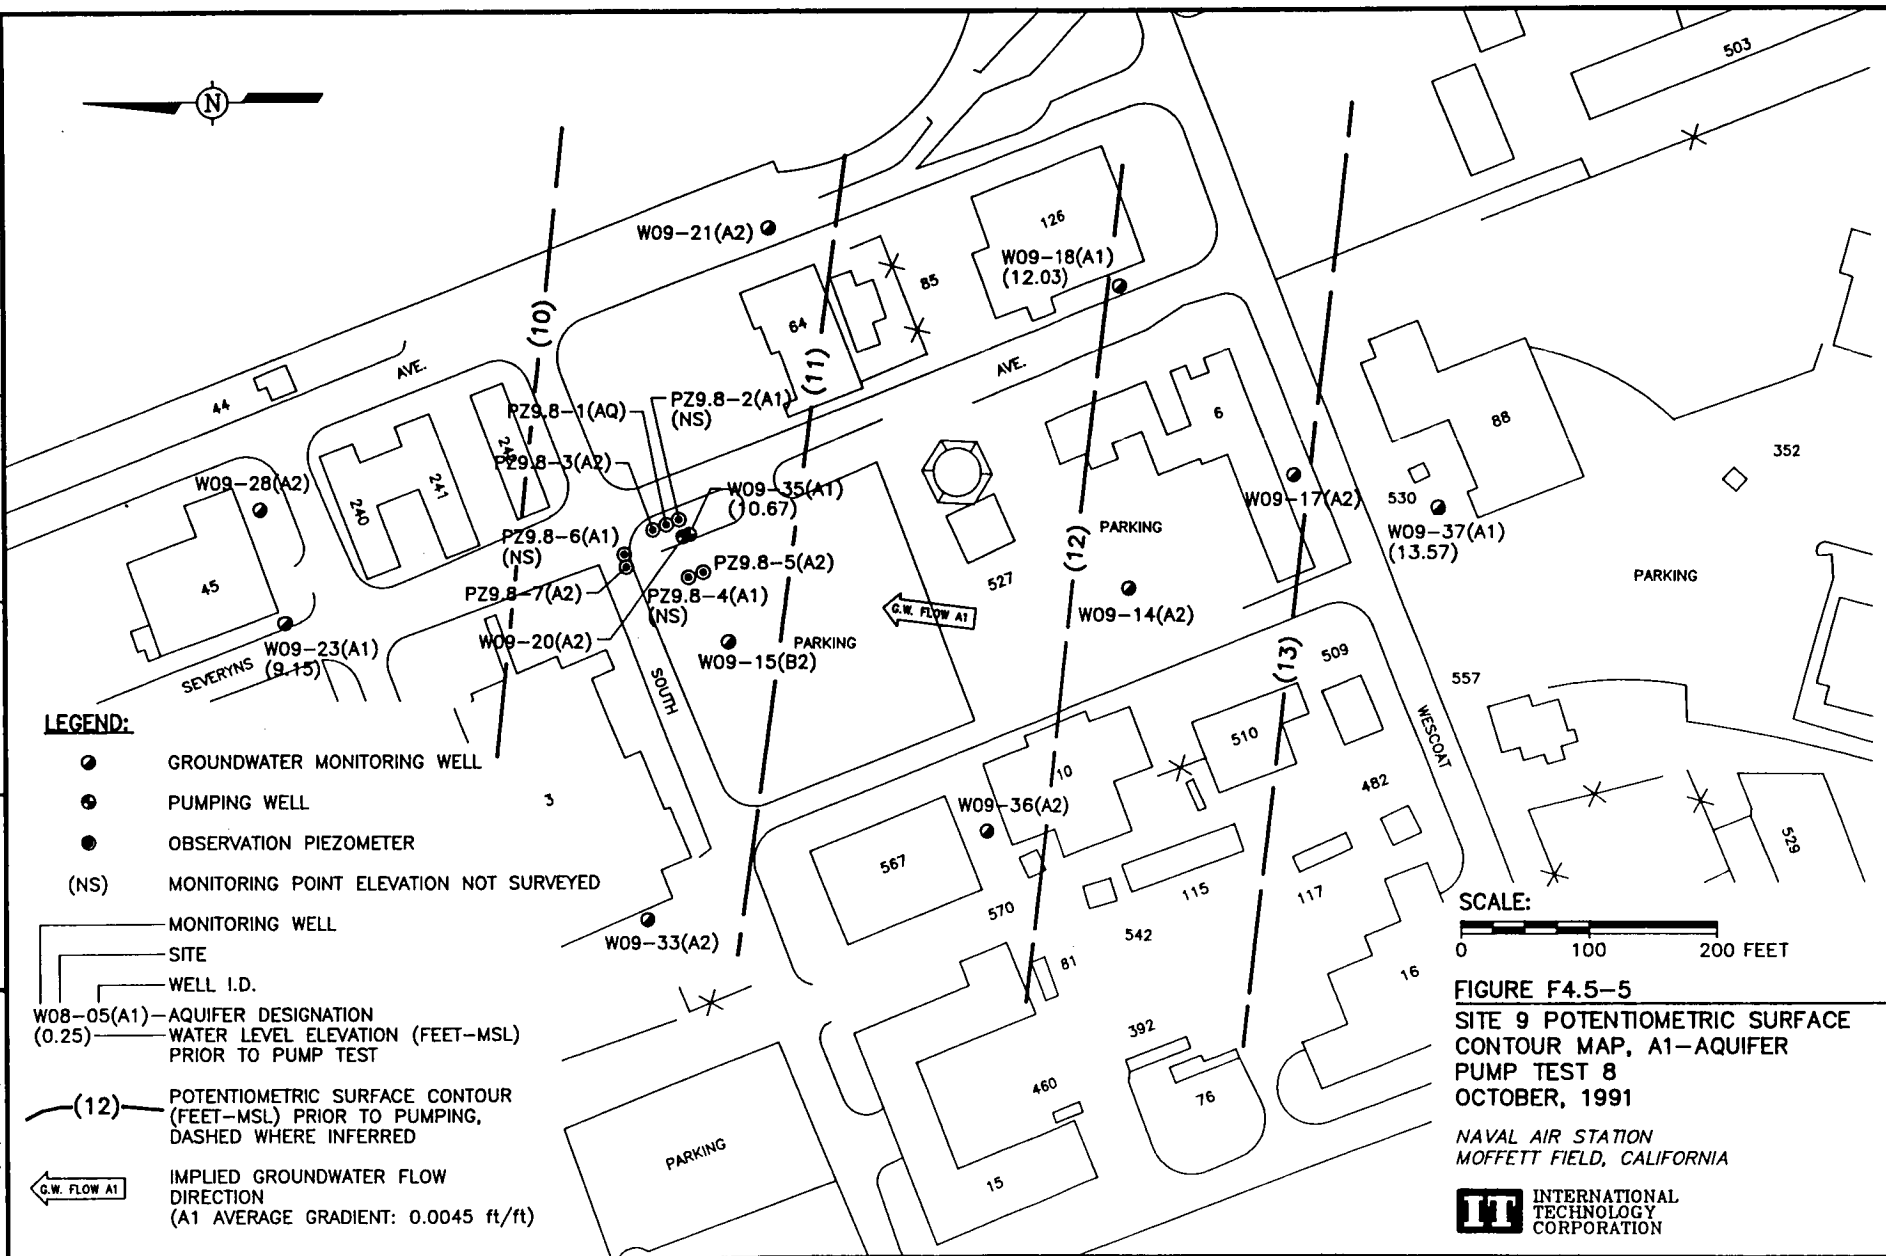 503
N
126
W09-21(A2)
W09-18(A1)
(12.03)
85
(10)
64
(11)
AVE.
AVE.
44
PZ9.8-1(AQ)
PZ9.8-2(A1)
(NS)
6
88
352
PZ9.8-3(A2)
W09-28(A2)
241
240
W09-35(A1)
(10.67)
W09-17(A2)
530
W09-37(A1)
(13.57)
PARKING
(12)
PZ9.8-6(A1)
(NS)
PZ9.8-5(A2)
527
PARKING
45
PZ9.8-7(A2)
PZ9.8-4(A1)
(NS)
G.W. FLOW A1
W09-14(A2)
W09-20(A2)
PARKING
W09-23(A1)
(9.15)
W09-15(B2)
(13)
509
SEVERYNS
SOUTH
557
WESCOAT
510
10
482
3
W09-36(A2)
567
115
117
529
570
542
W09-33(A2)
81
16
392
460
76
PARKING
15
LEGEND:
GROUNDWATER MONITORING WELL
PUMPING WELL
OBSERVATION PIEZOMETER
(NS) MONITORING POINT ELEVATION NOT SURVEYED
MONITORING WELL
SITE
WELL I.D.
W08-05(A1) AQUIFER DESIGNATION
(0.25) WATER LEVEL ELEVATION (FEET-MSL)
PRIOR TO PUMP TEST
(12) POTENTIOMETRIC SURFACE CONTOUR
(FEET-MSL) PRIOR TO PUMPING,
DASHED WHERE INFERRED
G.W. FLOW A1 IMPLIED GROUNDWATER FLOW
DIRECTION
(A1 AVERAGE GRADIENT: 0.0045 ft/ft)
SCALE:
0 100 200 FEET
FIGURE F4.5-5
SITE 9 POTENTIOMETRIC SURFACE
CONTOUR MAP, A1-AQUIFER
PUMP TEST 8
OCTOBER, 1991
NAVAL AIR STATION
MOFFETT FIELD, CALIFORNIA
IT INTERNATIONAL
TECHNOLOGY
CORPORATION